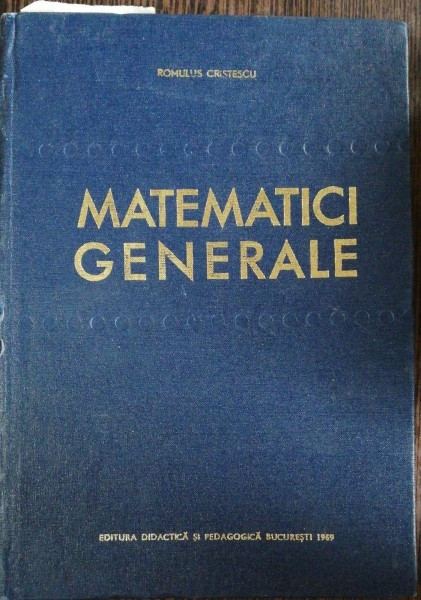 ROMULUS CRISTESCU
MATEMATICI
GENERALE
EDITURA DIDACTICĂ ȘI PEDAGOGICĂ BUCUREȘTI 1969